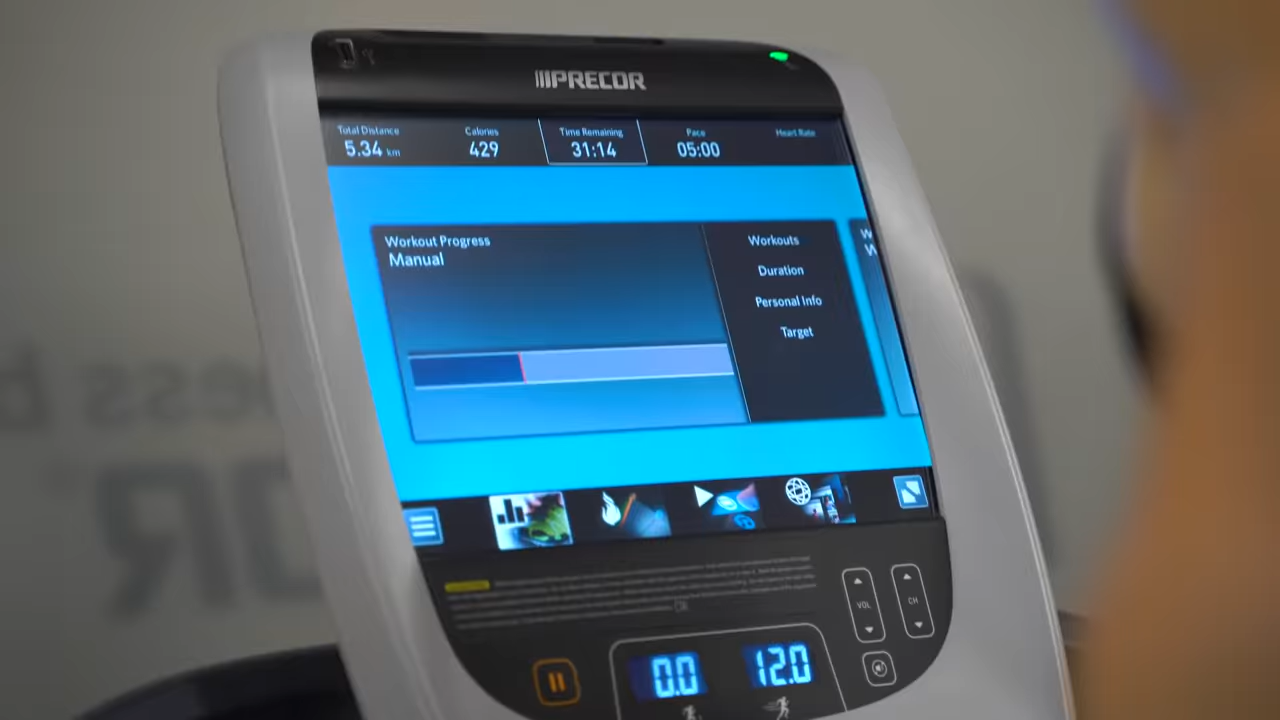 PRECOR
Total Distance
5.34 km
Calories
429
Time Remaining
31:14
Pace
05:00
Heart Rate
Workout Progress
Manual
Workouts
Duration
Personal Info
Target
W
W
VOL
CH
0.0
12.0